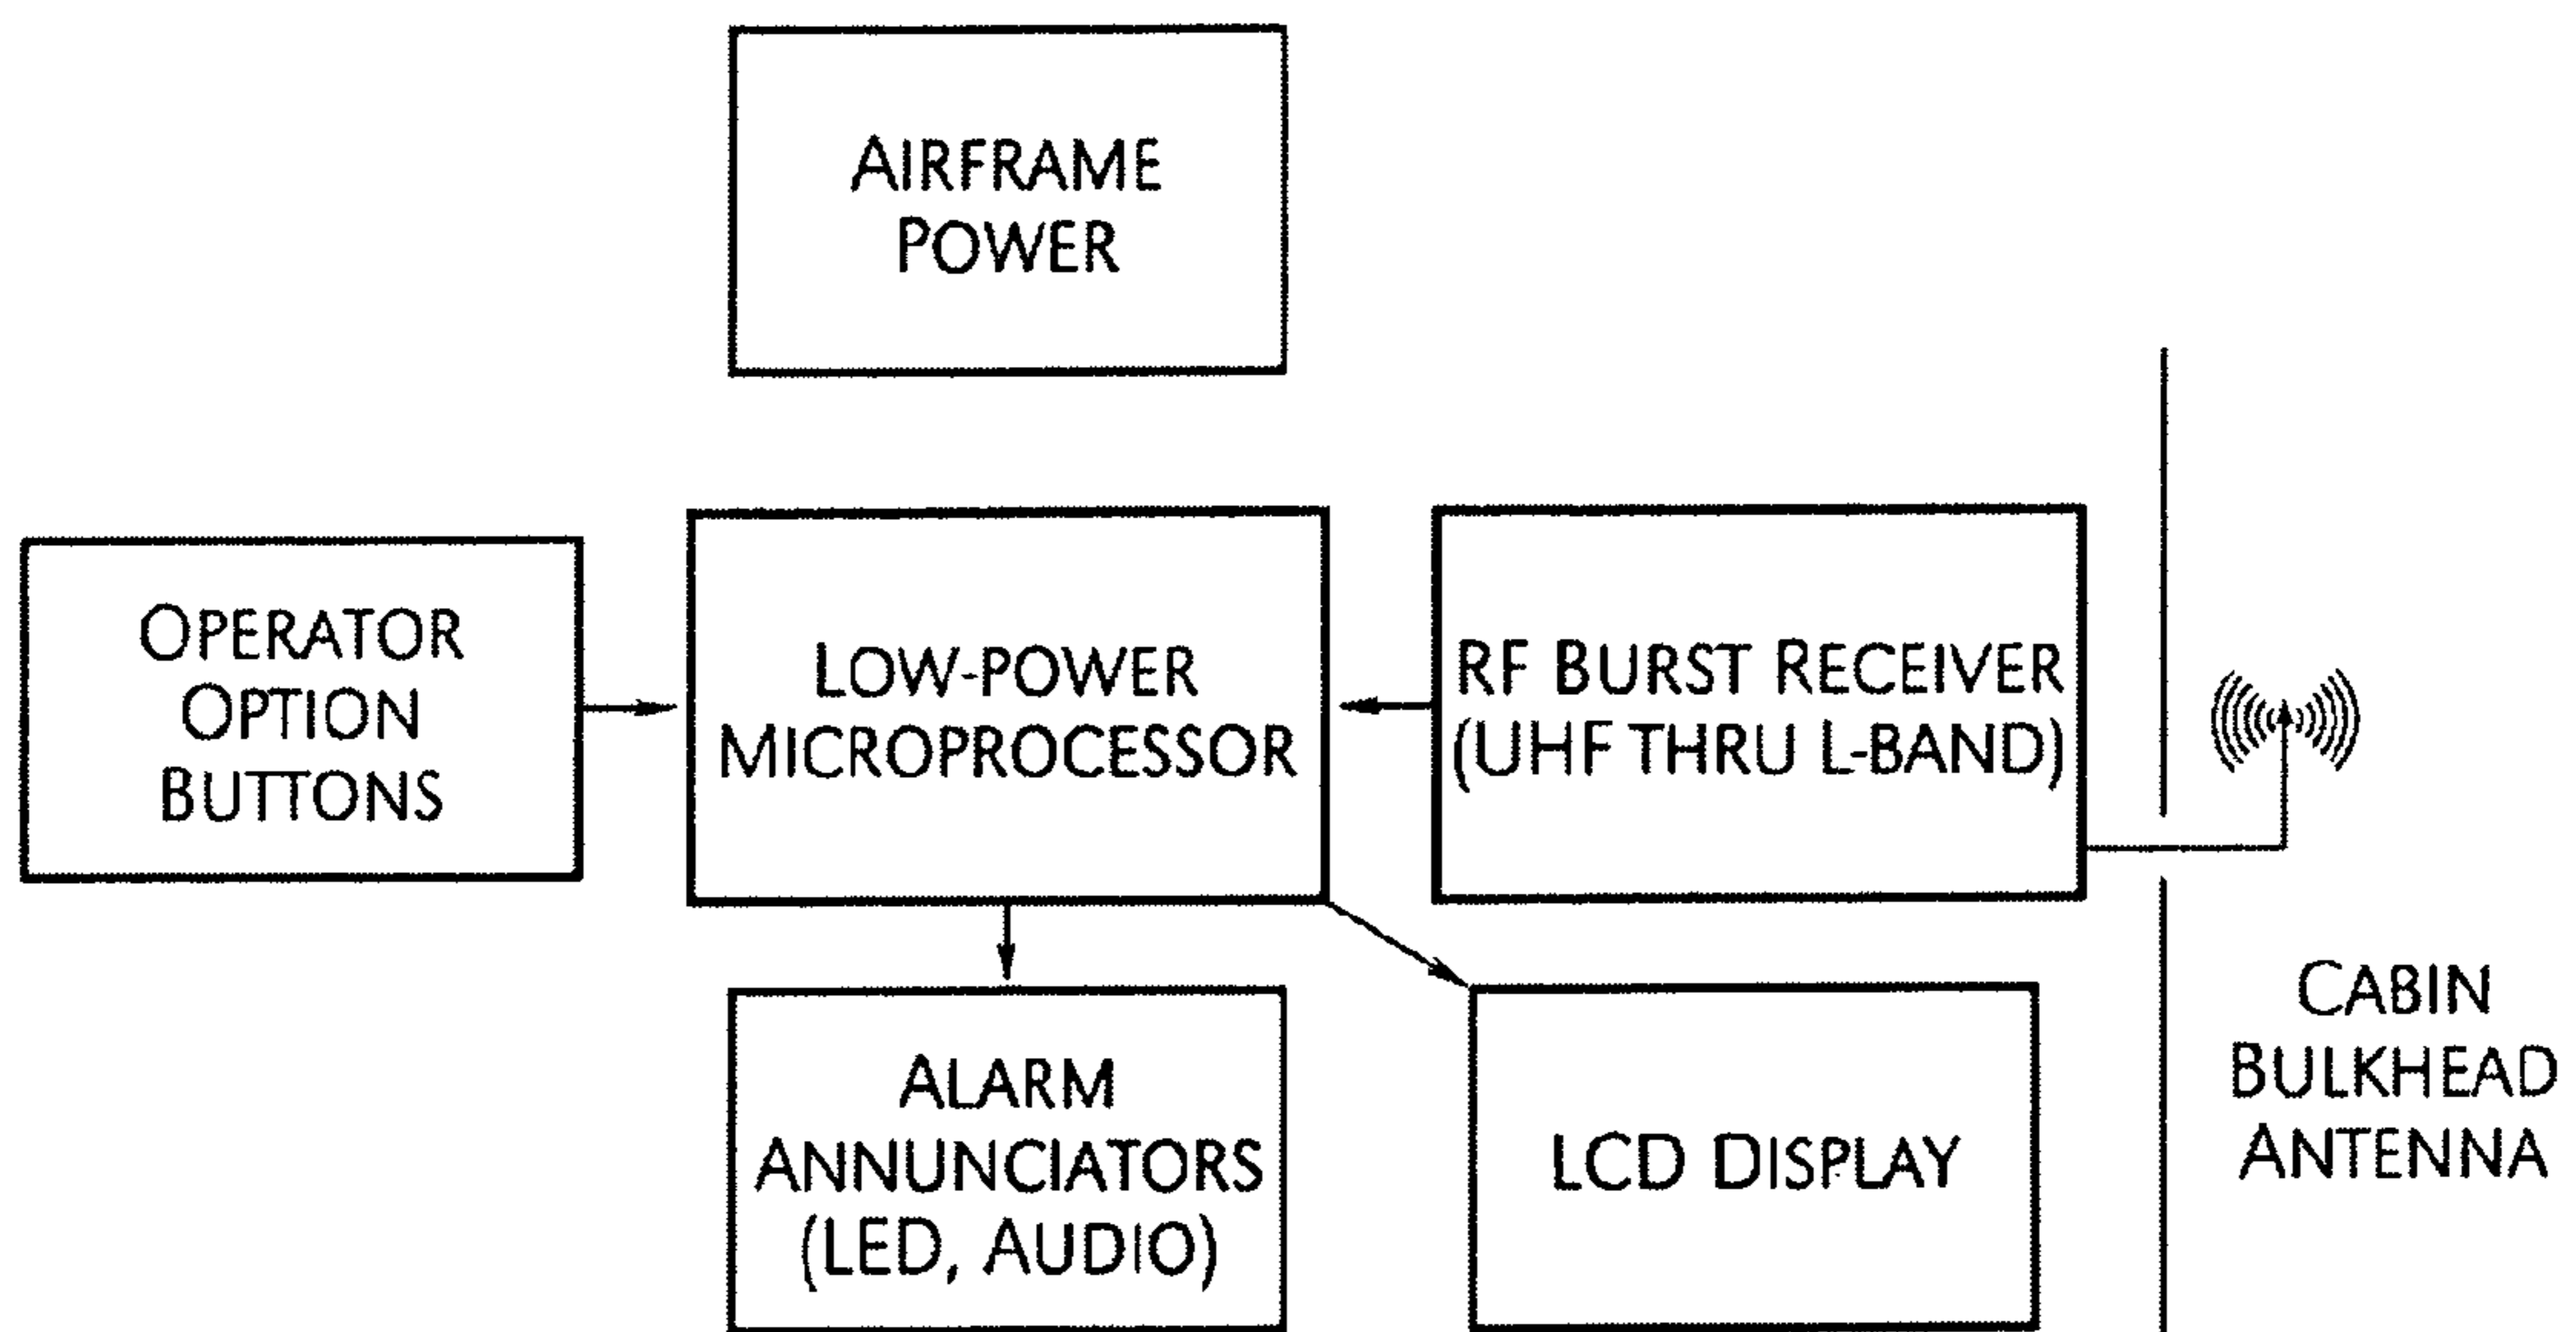 AIRFRAME
POWER
OPERATOR
OPTION
BUTTONS
LOW-POWER
MICROPROCESSOR
RF BURST RECEIVER
(UHF THRU L-BAND)
ALARM
ANNUNCIATORS
(LED, AUDIO)
LCD DISPLAY
CABIN
BULKHEAD
ANTENNA